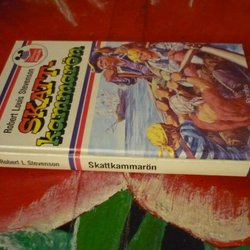 Robert Louis Stevenson
SKATT-
kammarön
Robert L Stevenson
Skattkammarön